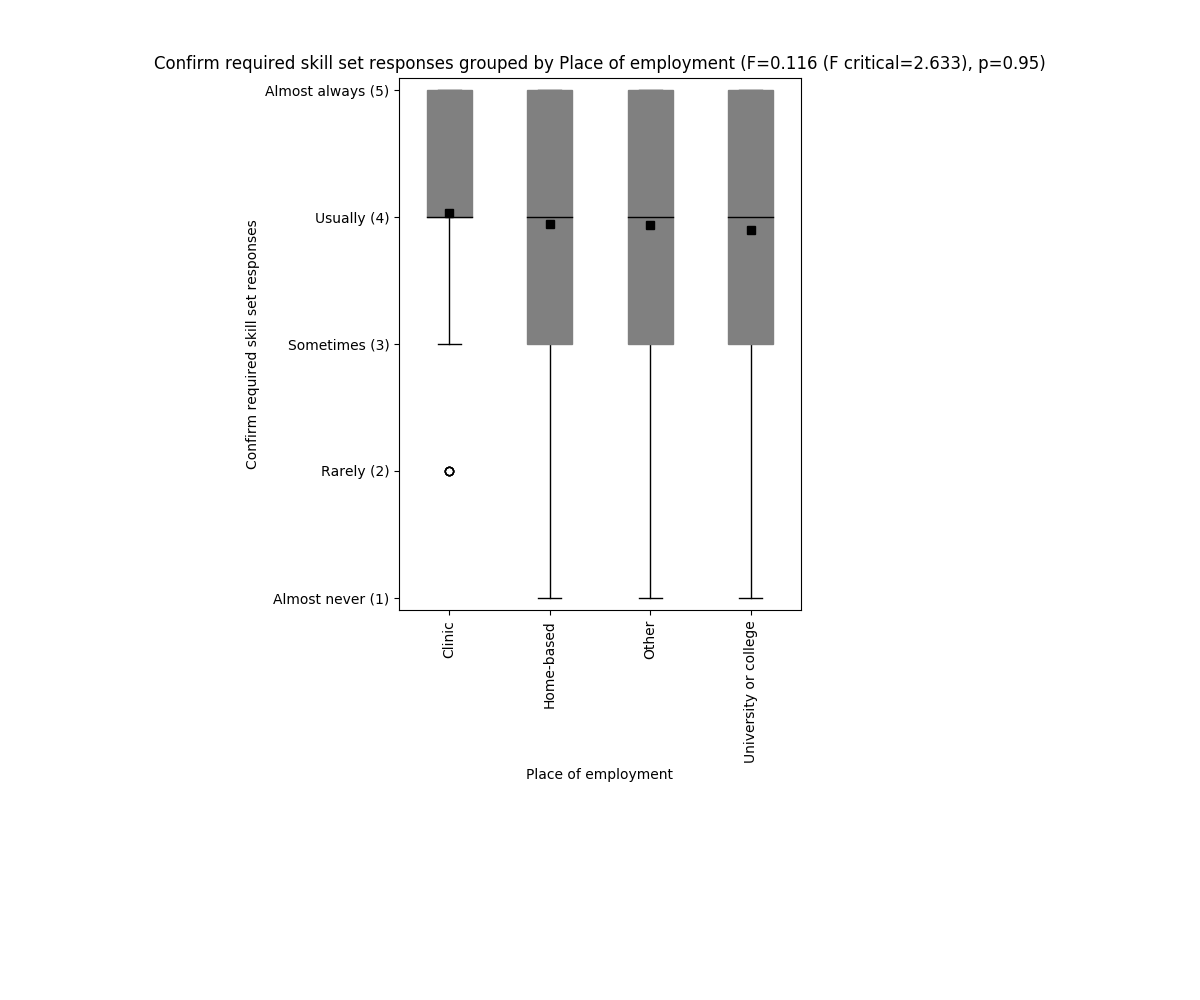 Confirm required skill set responses grouped by Place of employment (F=0.116 (F critical=2.633), p=0.95)
Almost always (5)
Usually (4)
Sometimes (3)
Rarely (2)
Almost never (1)
Confirm required skill set responses
Clinic
Home-based
Other
University or college
Place of employment